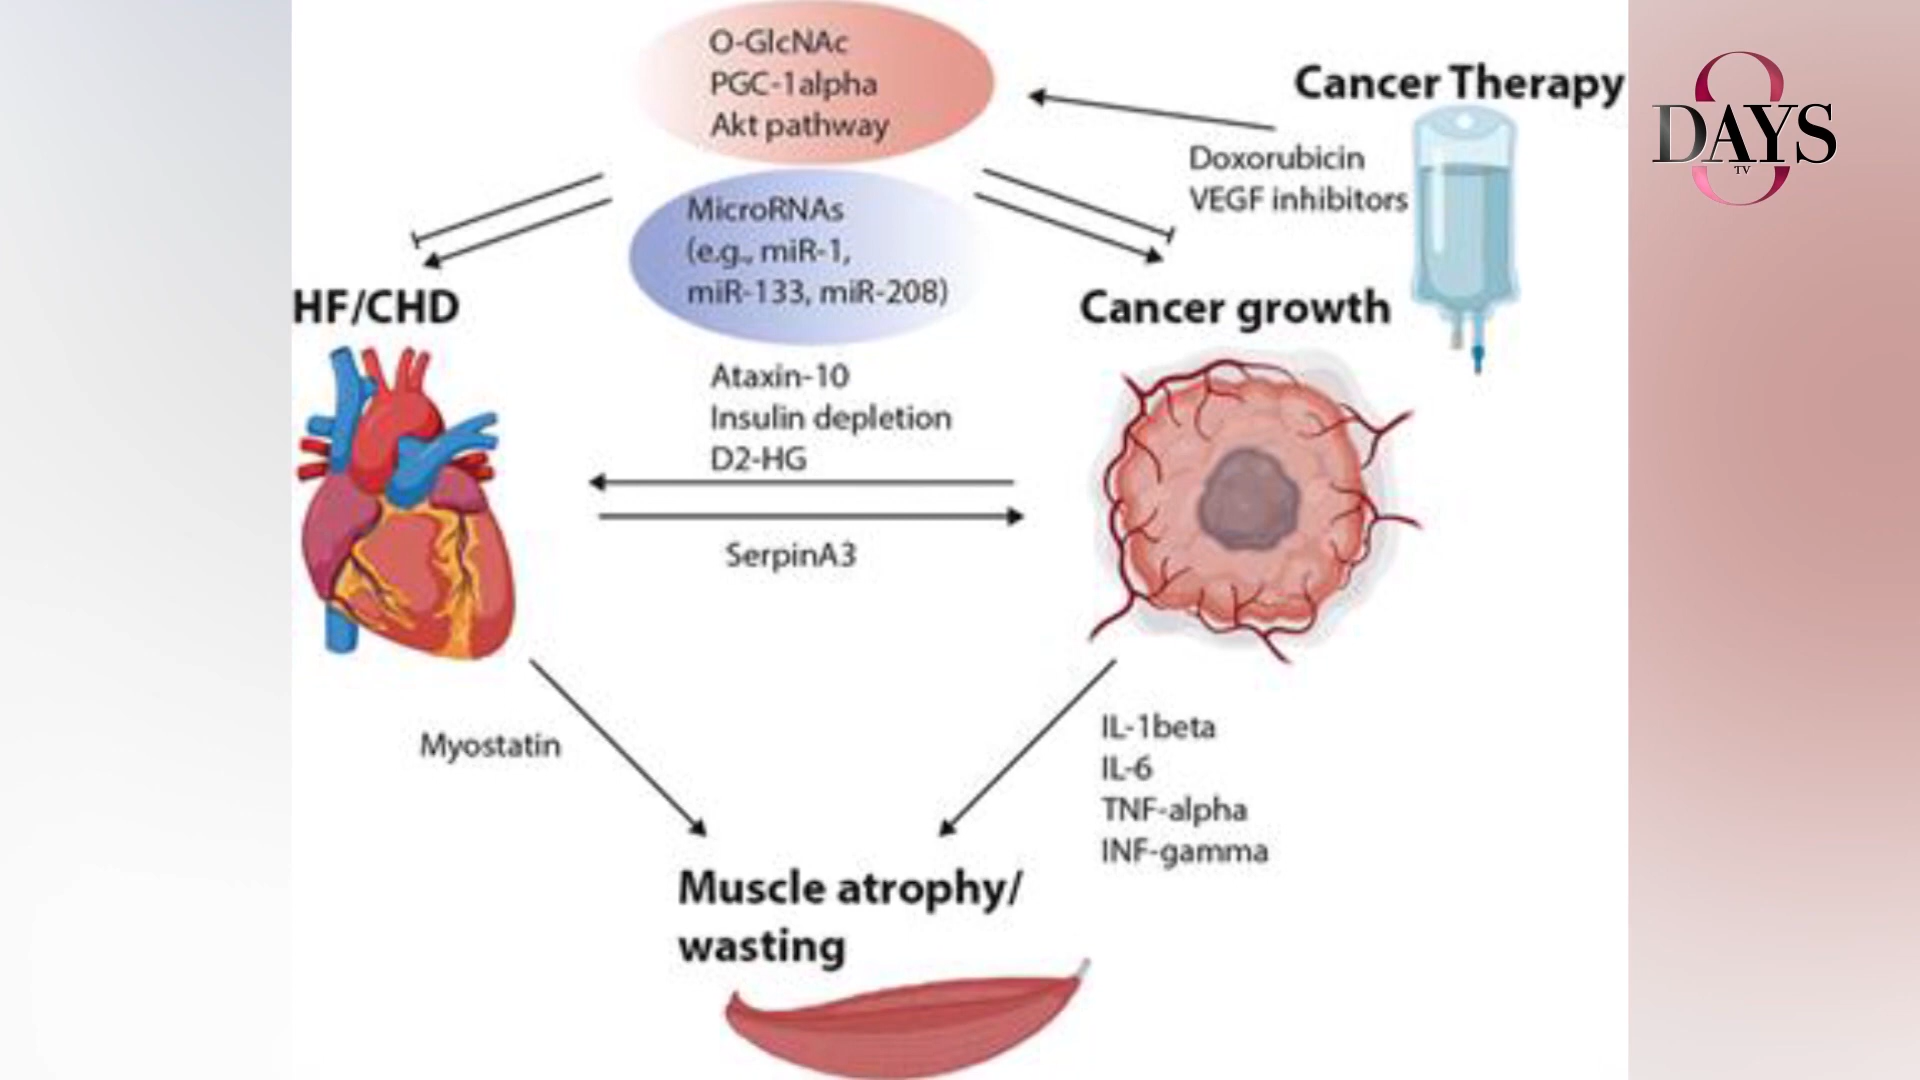 O-GlcNAc
PGC-1alpha
Akt pathway
Cancer Therapy
Doxorubicin
VEGF inhibitors
MicroRNAs
(e.g., miR-1,
miR-133, miR-208)
HF/CHD
Cancer growth
Ataxin-10
Insulin depletion
D2-HG
SerpinA3
Myostatin
IL-1beta
IL-6
TNF-alpha
INF-gamma
Muscle atrophy/
wasting
8
DAYS
TV